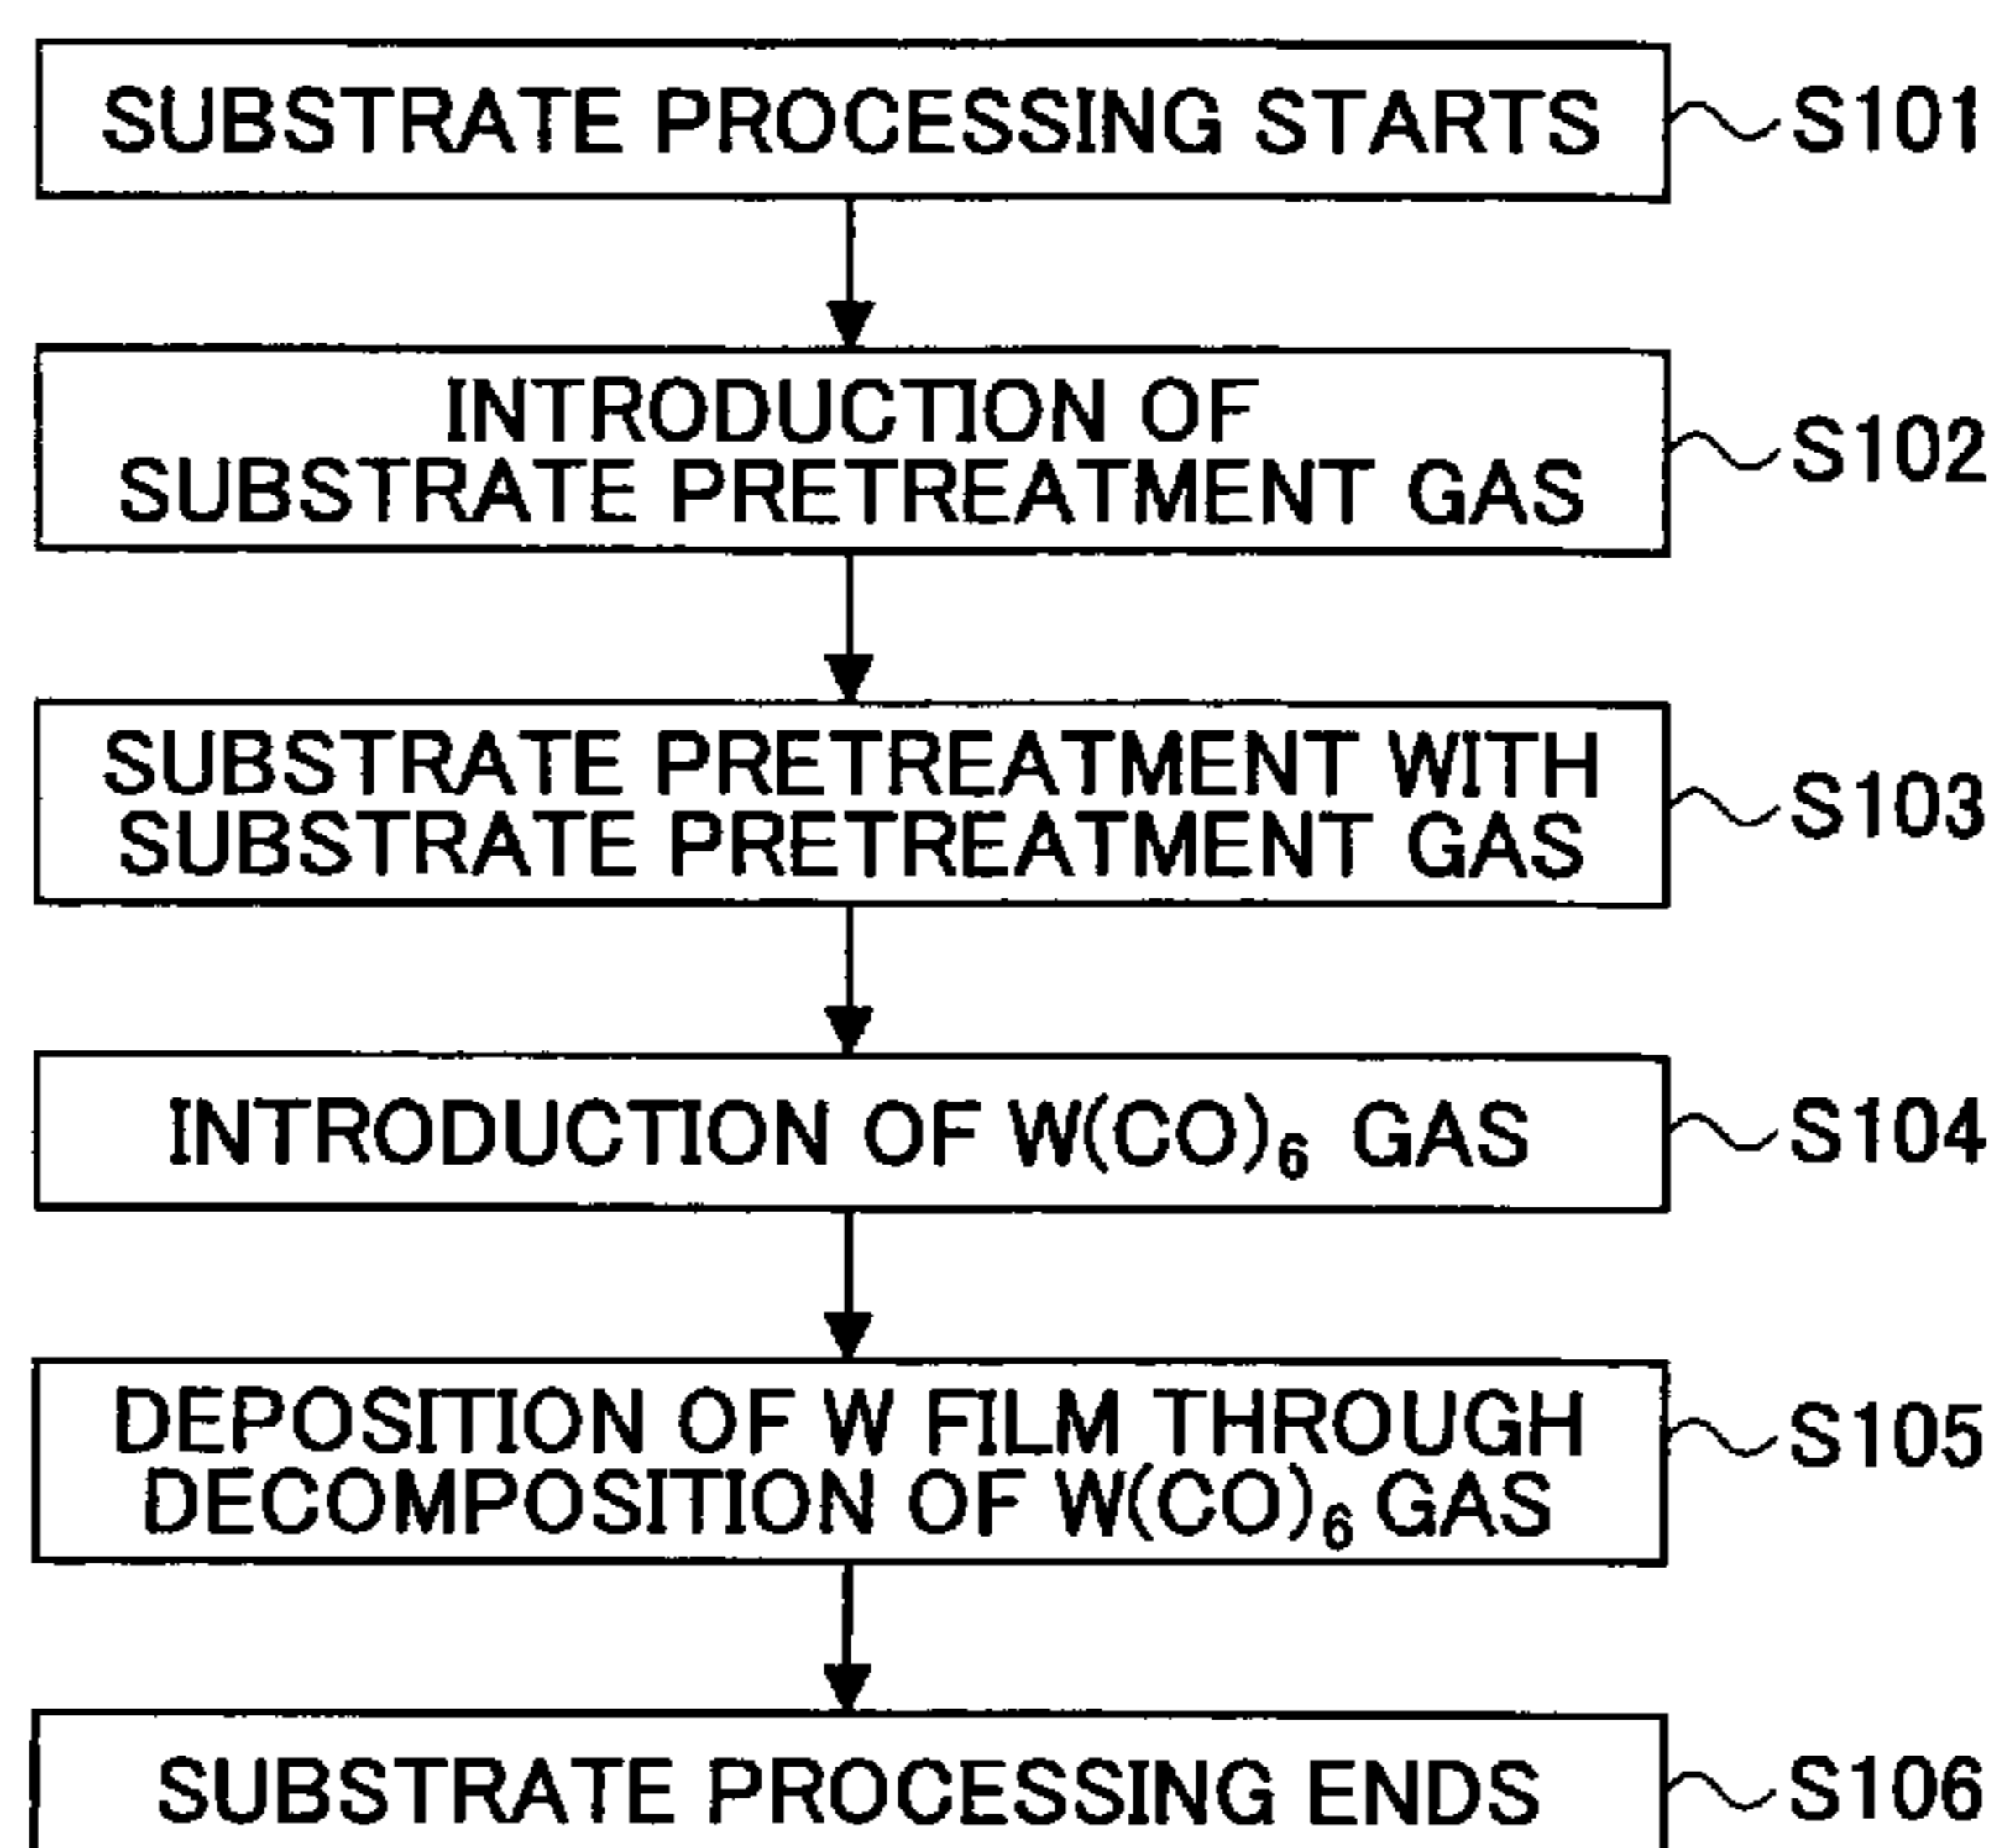 SUBSTRATE PROCESSING STARTS S101
INTRODUCTION OF
SUBSTRATE PRETREATMENT GAS S102
SUBSTRATE PRETREATMENT WITH
SUBSTRATE PRETREATMENT GAS S103
INTRODUCTION OF W(CO)₆ GAS S104
DEPOSITION OF W FILM THROUGH
DECOMPOSITION OF W(CO)₆ GAS S105
SUBSTRATE PROCESSING ENDS S106